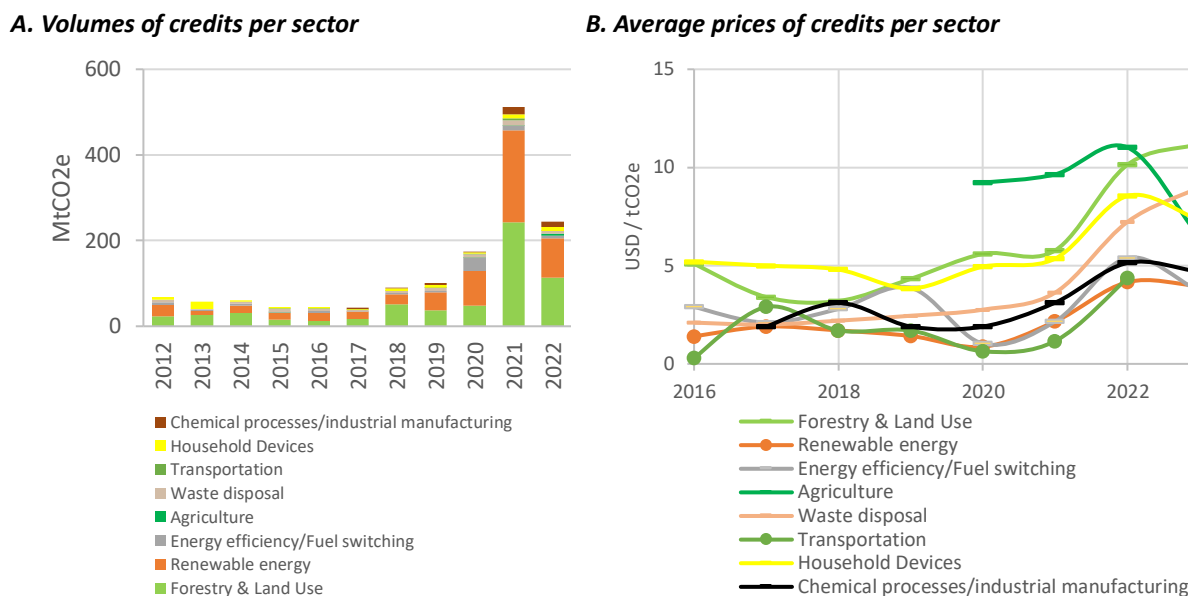 A. Volumes of credits per sector
600
400
200
0
MtCO2e
2012
2013
2014
2015
2016
2017
2018
2019
2020
2021
2022
Chemical processes/industrial manufacturing
Household Devices
Transportation
Waste disposal
Agriculture
Energy efficiency/Fuel switching
Renewable energy
Forestry & Land Use
B. Average prices of credits per sector
15
10
5
0
USD / tCO2e
2016
2018
2020
2022
Forestry & Land Use
Renewable energy
Energy efficiency/Fuel switching
Agriculture
Waste disposal
Transportation
Household Devices
Chemical processes/industrial manufacturing